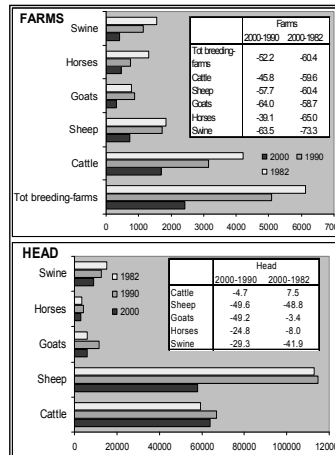 FARMS
Farms
2000-1990 2000-1982
Tot breeding-farms -52.2 -60.4
Cattle -45.8 -59.6
Sheep -57.7 -60.4
Goats -64.0 -58.7
Horses -39.1 -65.0
Swine -63.5 -73.3
Swine
Horses
Goats
Sheep
Cattle
Tot breeding-farms
2000 1990
1982
0 1000 2000 3000 4000 5000 6000 700
HEAD
Head
2000-1990 2000-1982
Cattle -4.7 7.5
Sheep -49.6 -48.8
Goats -49.2 -3.4
Horses -24.8 -8.0
Swine -29.3 -41.9
1982
1990
2000
Swine
Horses
Goats
Sheep
Cattle
0 20000 40000 60000 80000 100000 12000